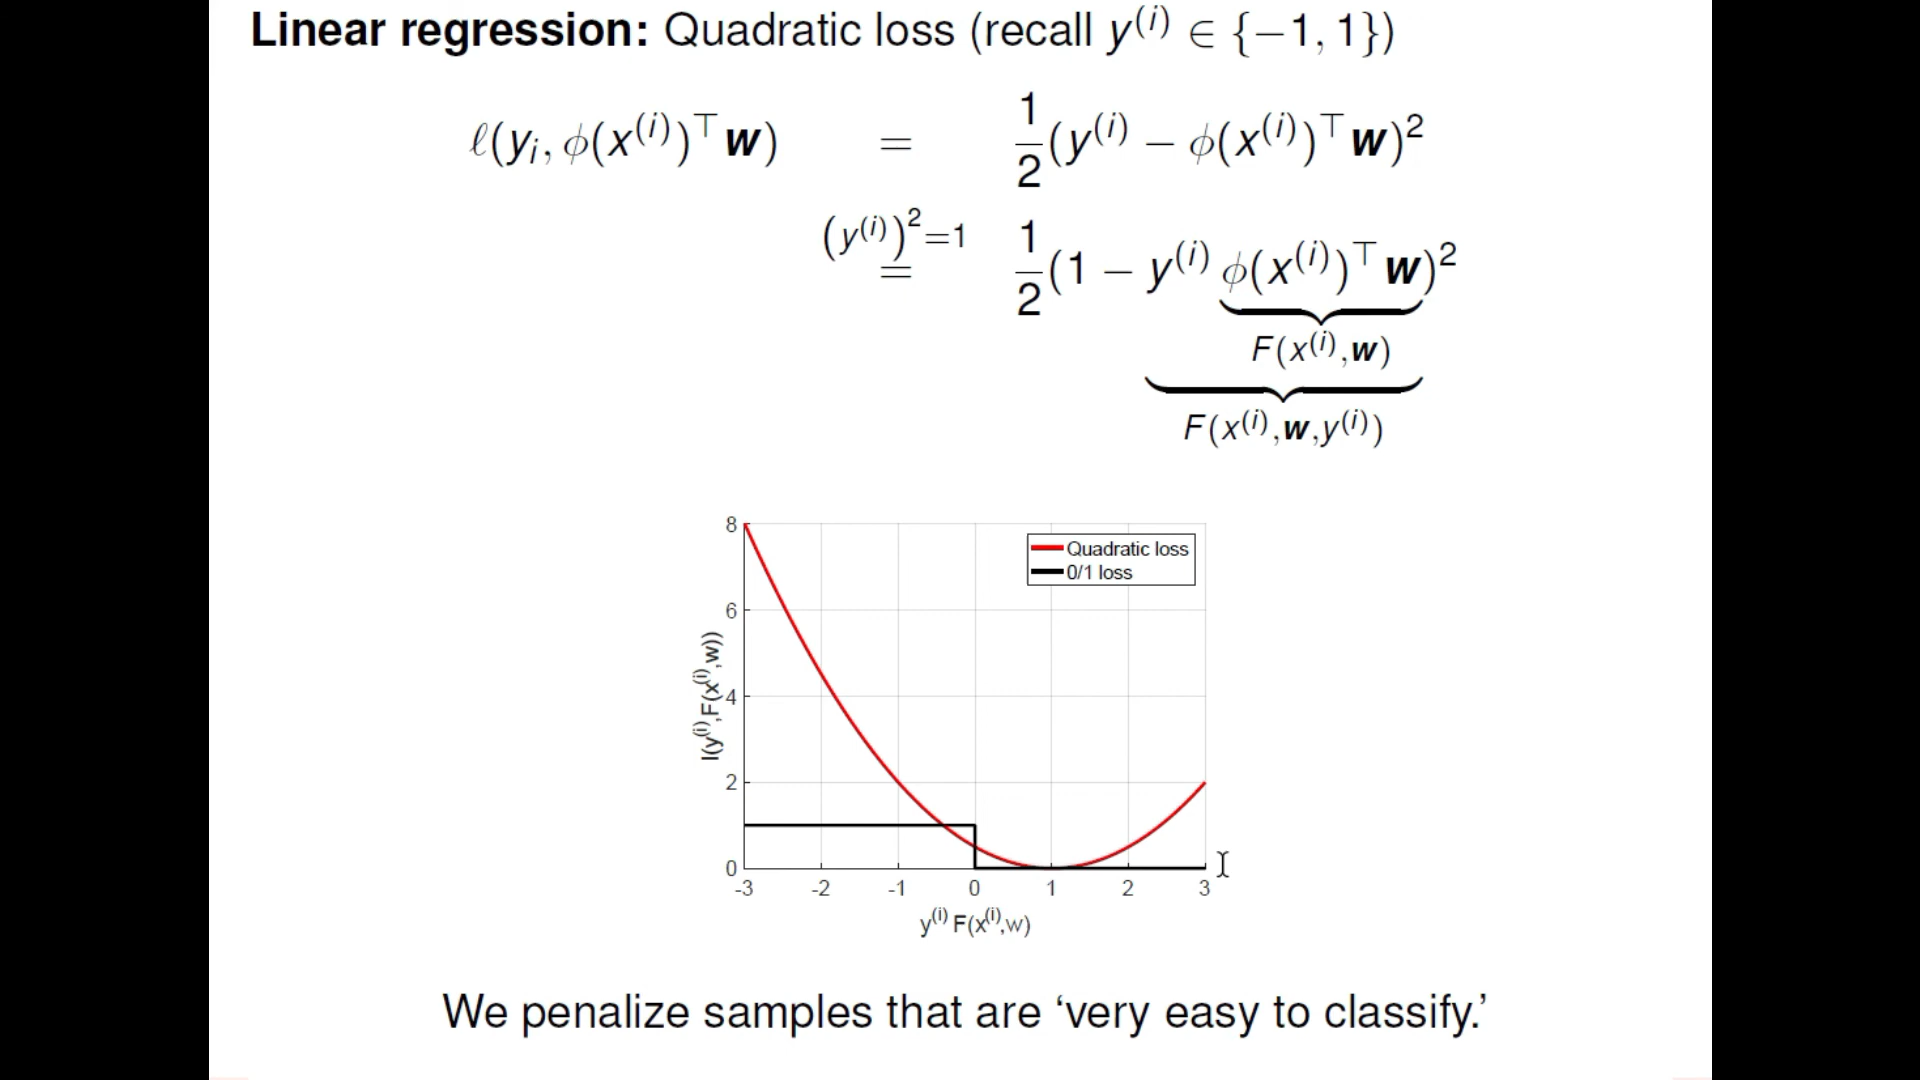 Linear regression: Quadratic loss (recall y^(i) ∈ {−1, 1})
ℓ(y_i, ϕ(x^(i))^⊤ w) = 1/2 (y^(i) − ϕ(x^(i))^⊤ w)^2
(y^(i))^2=1
= 1/2 (1 − y^(i) ϕ(x^(i))^⊤ w)^2
F(x^(i),w)
F(x^(i),w,y^(i))
Quadratic loss
0/1 loss
8
6
4
2
0
l(y^(i),F(x^(i),w))
-3 -2 -1 0 1 2 3
y^(i) F(x^(i),w)
We penalize samples that are ‘very easy to classify.’